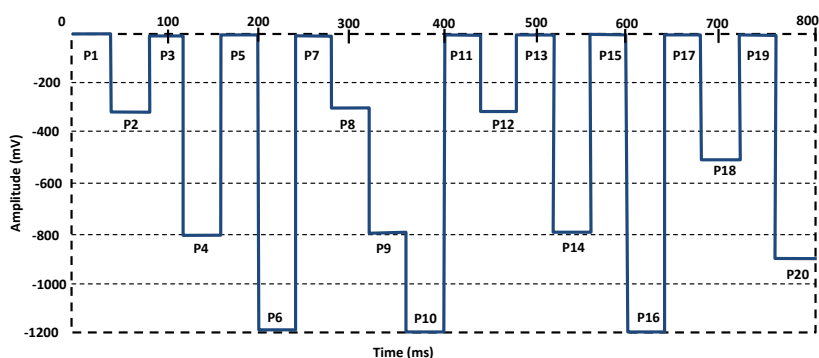 0 100 200 300 400 500 600 700 800
P1 P3 P5 P7 P11 P13 P15 P17 P19
-200
P2 P8 P12
-400
-600
P18
-800
P4 P9 P14
P20
-1000
P6 P10 P16
-1200
Amplitude (mV)
Time (ms)